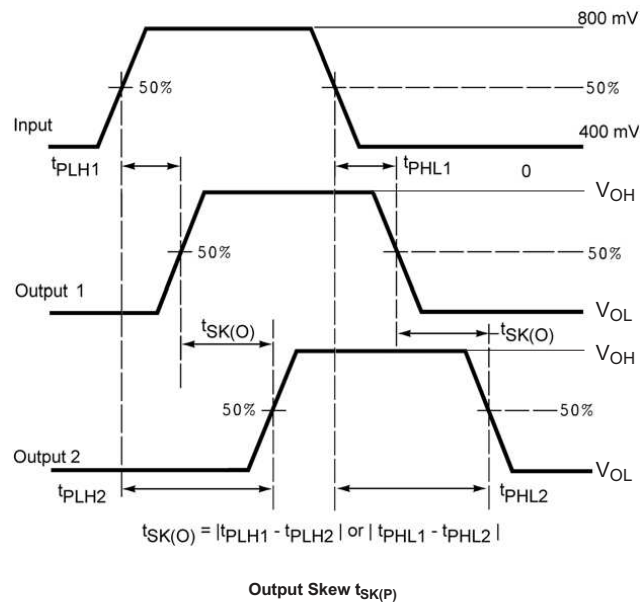 800 mV
50% 50%
Input 400 mV
tPLH1 tPHL1 0
VOH
50% 50%
Output 1 VOL
tSK(O) tSK(O)
VOH
50% 50%
Output 2 VOL
tPLH2 tPHL2
tSK(O) = |tPLH1 - tPLH2| or | tPHL1 - tPHL2 |
Output Skew tSK(P)